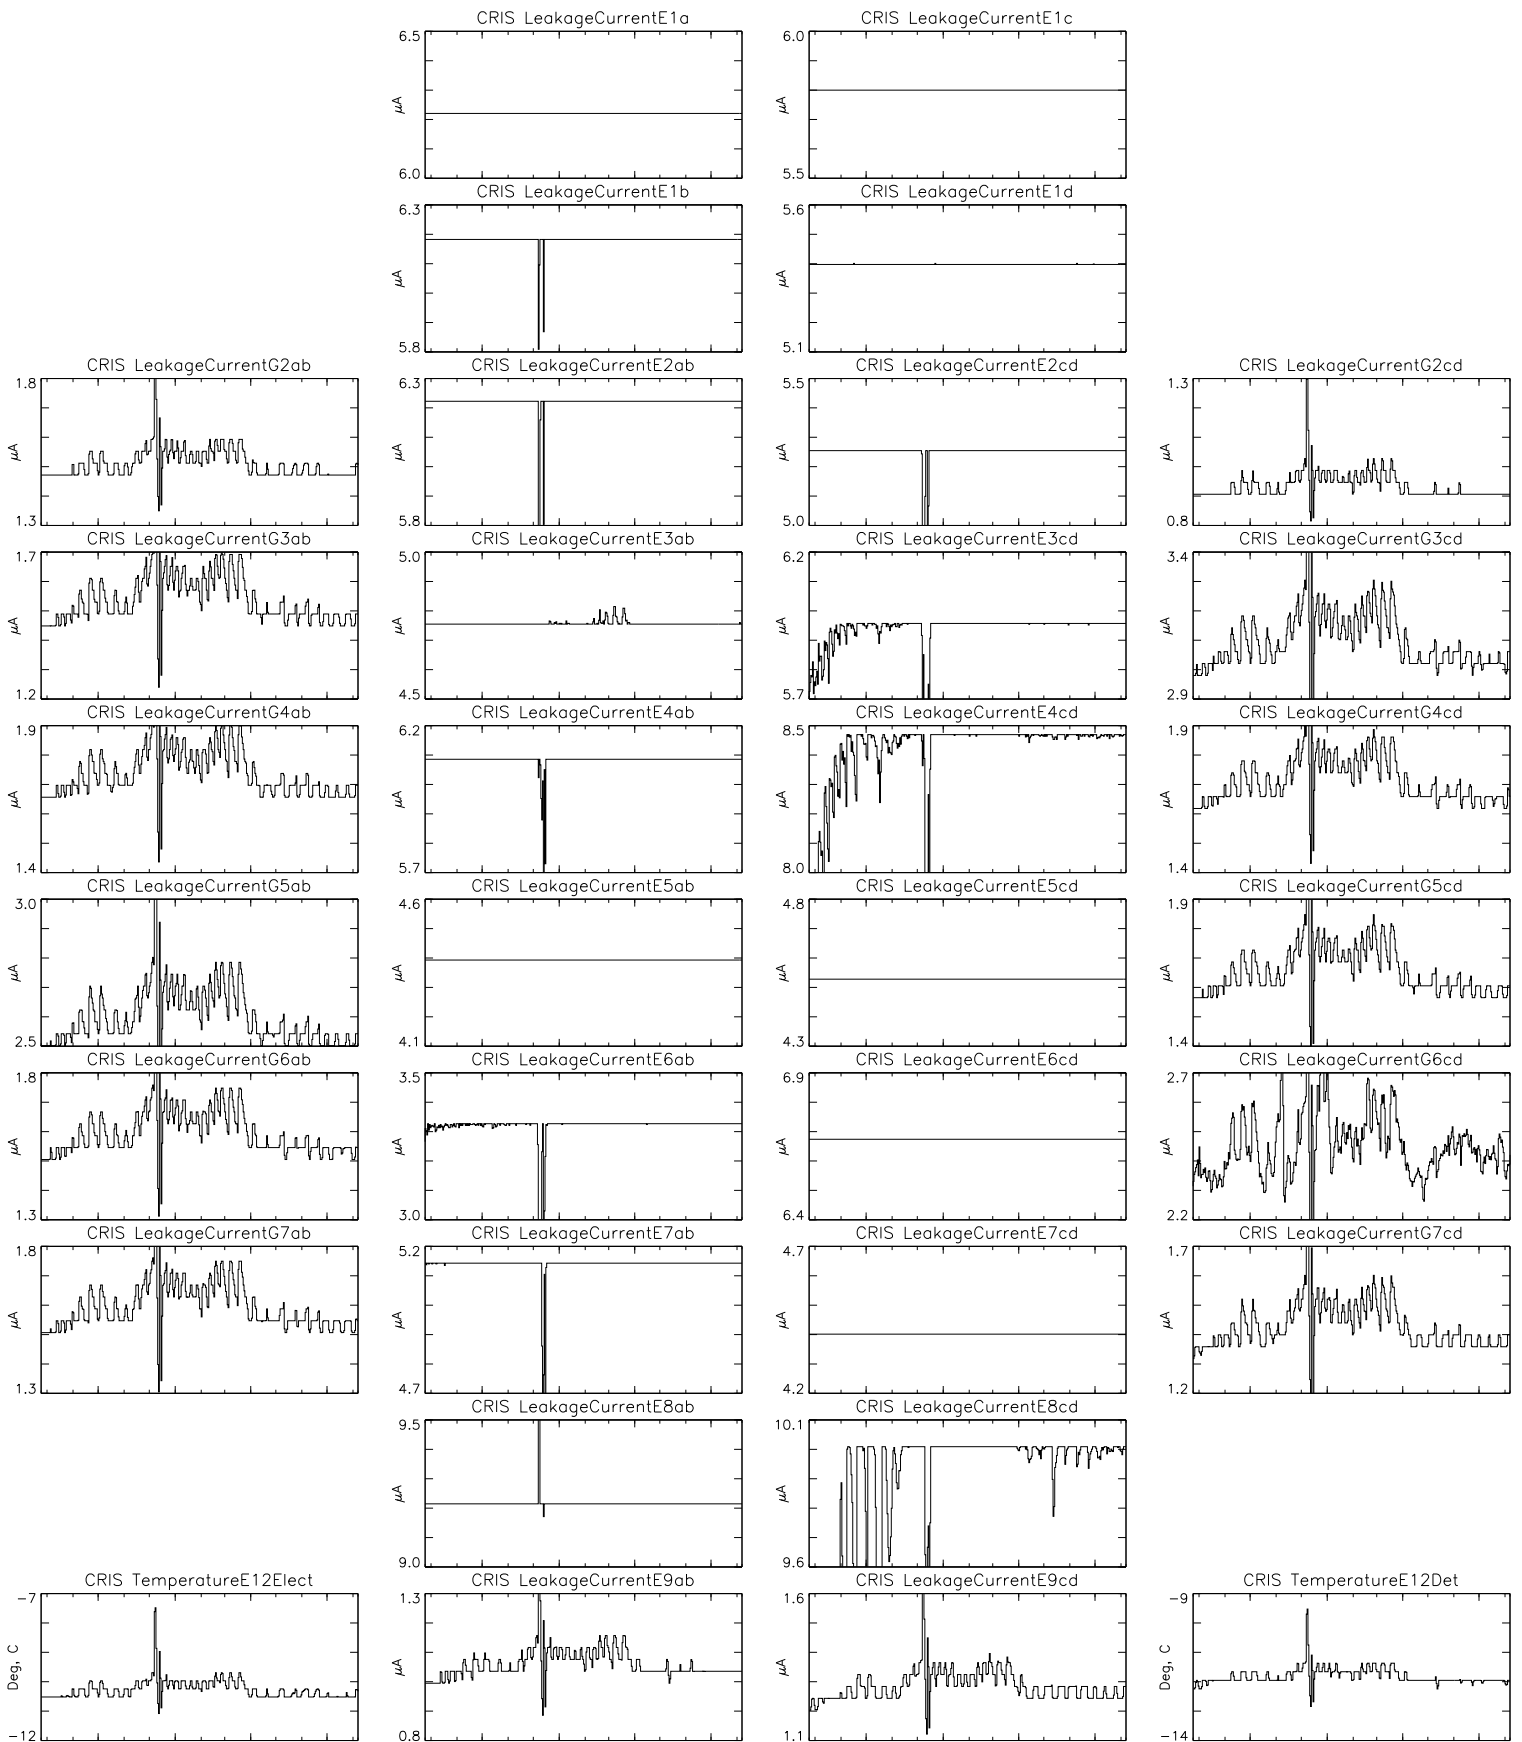 CRIS LeakageCurrentE1a
CRIS LeakageCurrentE1c
6.5
μA
6.0
6.0
μA
5.5
CRIS LeakageCurrentE1b
CRIS LeakageCurrentE1d
6.3
μA
5.8
5.6
μA
5.1
CRIS LeakageCurrentG2ab
CRIS LeakageCurrentE2ab
CRIS LeakageCurrentE2cd
CRIS LeakageCurrentG2cd
1.8
μA
1.3
6.3
μA
5.8
5.5
μA
5.0
1.3
μA
0.8
CRIS LeakageCurrentG3ab
CRIS LeakageCurrentE3ab
CRIS LeakageCurrentE3cd
CRIS LeakageCurrentG3cd
1.7
μA
1.2
5.0
μA
4.5
6.2
μA
5.7
3.4
μA
2.9
CRIS LeakageCurrentG4ab
CRIS LeakageCurrentE4ab
CRIS LeakageCurrentE4cd
CRIS LeakageCurrentG4cd
1.9
μA
1.4
6.2
μA
5.7
8.5
μA
8.0
1.9
μA
1.4
CRIS LeakageCurrentG5ab
CRIS LeakageCurrentE5ab
CRIS LeakageCurrentE5cd
CRIS LeakageCurrentG5cd
3.0
μA
2.5
4.6
μA
4.1
4.8
μA
4.3
1.9
μA
1.4
CRIS LeakageCurrentG6ab
CRIS LeakageCurrentE6ab
CRIS LeakageCurrentE6cd
CRIS LeakageCurrentG6cd
1.8
μA
1.3
3.5
μA
3.0
6.9
μA
6.4
2.7
μA
2.2
CRIS LeakageCurrentG7ab
CRIS LeakageCurrentE7ab
CRIS LeakageCurrentE7cd
CRIS LeakageCurrentG7cd
1.8
μA
1.3
5.2
μA
4.7
4.7
μA
4.2
1.7
μA
1.2
CRIS LeakageCurrentE8ab
CRIS LeakageCurrentE8cd
9.5
μA
9.0
10.1
μA
9.6
CRIS TemperatureE12Elect
CRIS LeakageCurrentE9ab
CRIS LeakageCurrentE9cd
CRIS TemperatureE12Det
−7
Deg, C
−12
1.3
μA
0.8
1.6
μA
1.1
−9
Deg, C
−14